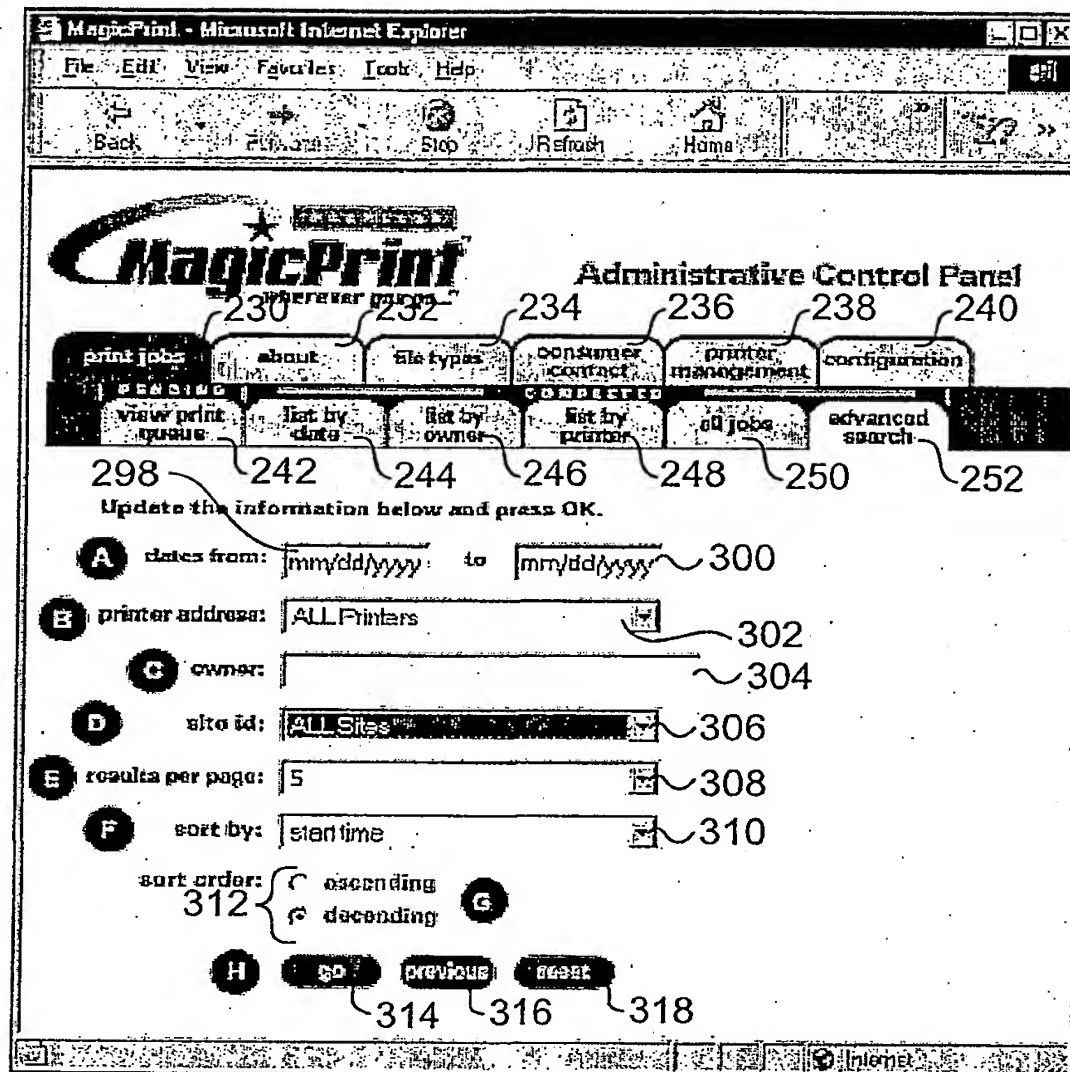 MagicPrint - Microsoft Internet Explorer
File Edit View Favorites Tools Help
Back Forward Stop Refresh Home
MagicPrint
wherever you go...™
Administrative Control Panel
230 232 234 236 238 240
print jobs about file types consumer contact printer management configuration
PENDING COMPLETED
view print queue list by date list by owner list by printer all jobs advanced search
298 242 244 246 248 250 252
Update the information below and press OK.
A dates from: mm/dd/yyyy to mm/dd/yyyy 300
B printer address: ALL Printers 302
C owner: 304
D site id: ALL Sites 306
E results per page: 5 308
F sort by: start time 310
sort order: ascending
312 decending G
H go previous reset
314 316 318
Internet